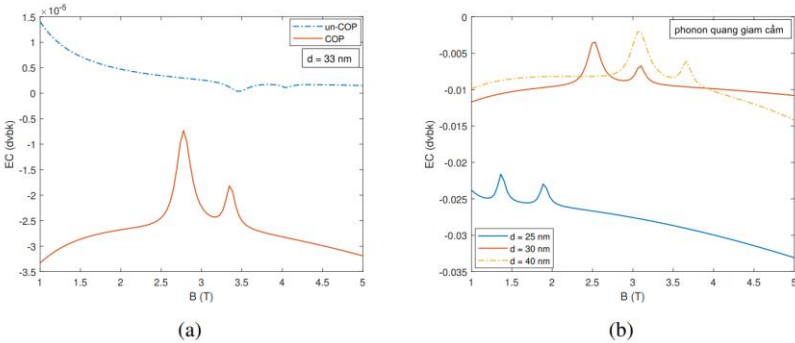 ×10⁻⁶
1.5
1
0.5
0
-0.5
-1
-1.5
-2
-2.5
-3
-3.5
EC (dvbk)
1
1.5
2
2.5
3
3.5
4
4.5
5
B (T)
un-COP
COP
d = 33 nm
(a)
0
-0.005
-0.01
-0.015
-0.02
-0.025
-0.03
-0.035
EC (dvbk)
1
1.5
2
2.5
3
3.5
4
4.5
5
B (T)
phonon quang giam cầm
d = 25 nm
d = 30 nm
d = 40 nm
(b)